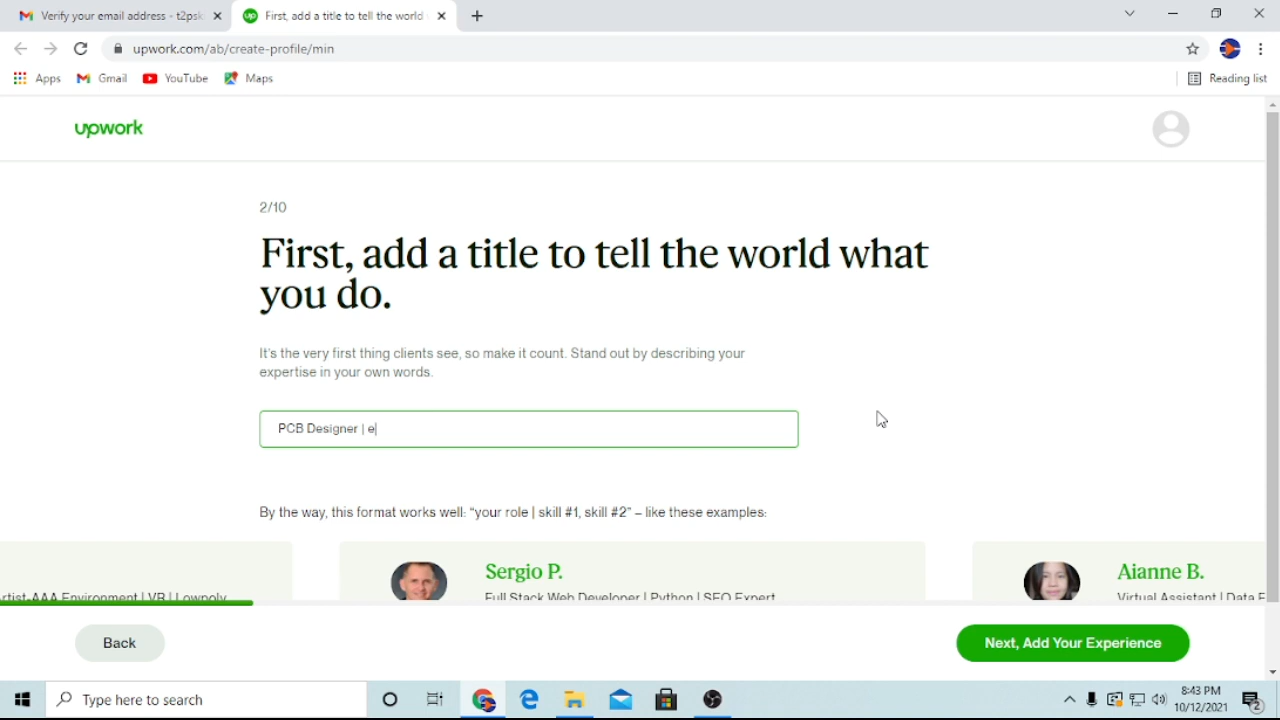 Verify your email address - t2psk
First, add a title to tell the world
upwork.com/ab/create-profile/min
Apps
Gmail
YouTube
Maps
Reading list
upwork
2/10
First, add a title to tell the world what
you do.
It's the very first thing clients see, so make it count. Stand out by describing your
expertise in your own words.
PCB Designer | e
By the way, this format works well: "your role | skill #1, skill #2" – like these examples:
Sergio P.
Aianne B.
rtist-AAA Environment | VR | Lowpoly
Full Stack Web Developer | Python | SEO Expert
Virtual Assistant | Data E
Back
Next, Add Your Experience
Type here to search
8:43 PM
10/12/2021
2